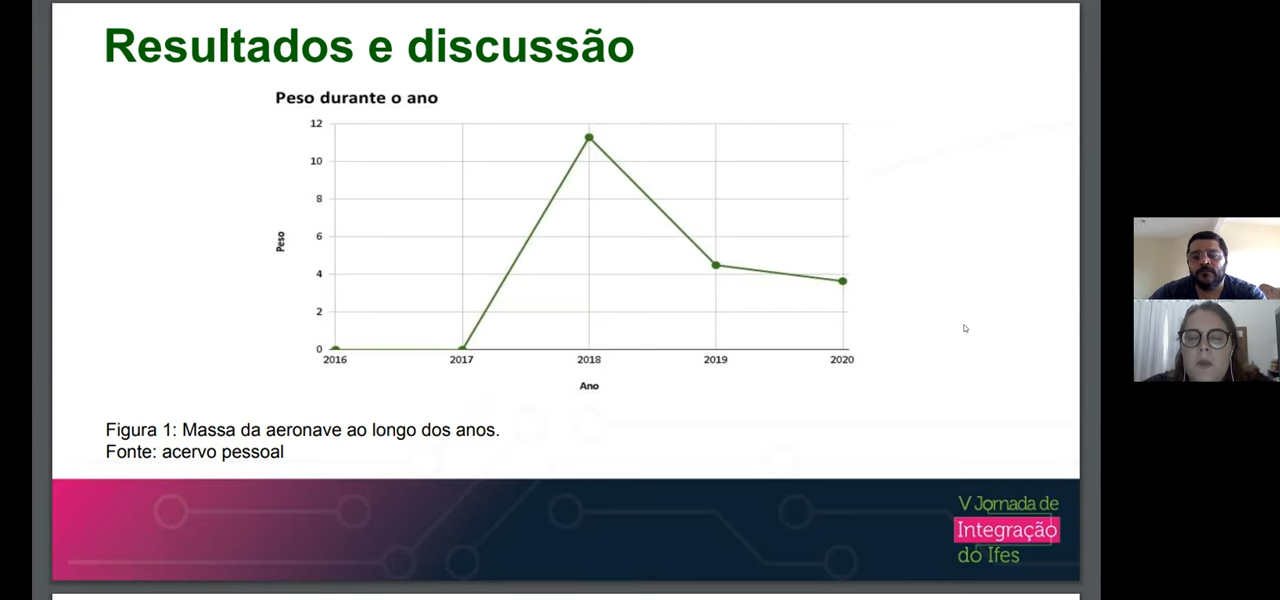 Resultados e discussão
Peso durante o ano
12
10
8
6
4
2
0
Peso
2016 2017 2018 2019 2020
Ano
Figura 1: Massa da aeronave ao longo dos anos.
Fonte: acervo pessoal
V Jornada de
Integração
do Ifes